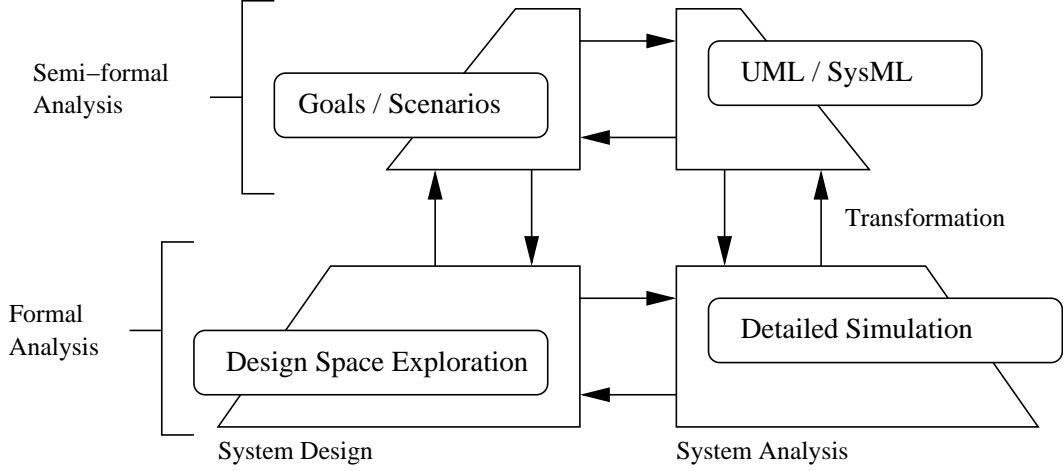 Semi–formal
Analysis
Goals / Scenarios
UML / SysML
Transformation
Formal
Analysis
Design Space Exploration
Detailed Simulation
System Design
System Analysis